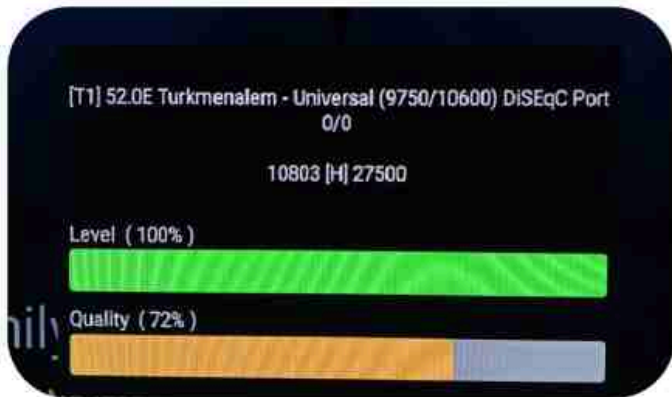 [T1] 52.0E Turkmenalem - Universal (9750/10600) DiSEqC Port
0/0
10803 [H] 27500
Level ( 100% )
Quality ( 72% )